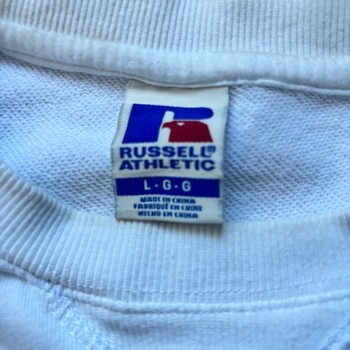 RUSSELL®
ATHLETIC
L-G-G
MADE IN CHINA
FABRIQUÉ EN CHINE
HECHO EN CHINA